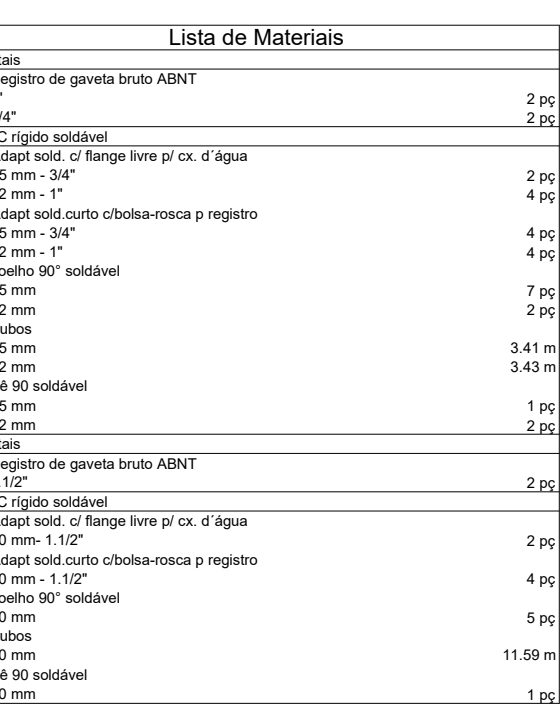 Lista de Materiais
tais
egistro de gaveta bruto ABNT
" 2 pç
/4" 2 pç
C rígido soldável
dapt sold. c/ flange livre p/ cx. d´água
5 mm - 3/4" 2 pç
2 mm - 1" 4 pç
dapt sold.curto c/bolsa-rosca p registro
5 mm - 3/4" 4 pç
2 mm - 1" 4 pç
oelho 90° soldável
5 mm 7 pç
2 mm 2 pç
ubos
5 mm 3.41 m
2 mm 3.43 m
ê 90 soldável
5 mm 1 pç
2 mm 2 pç
tais
egistro de gaveta bruto ABNT
.1/2" 2 pç
C rígido soldável
dapt sold. c/ flange livre p/ cx. d´água
0 mm- 1.1/2" 2 pç
dapt sold.curto c/bolsa-rosca p registro
0 mm - 1.1/2" 4 pç
oelho 90° soldável
0 mm 5 pç
ubos
0 mm 11.59 m
ê 90 soldável
0 mm 1 pç